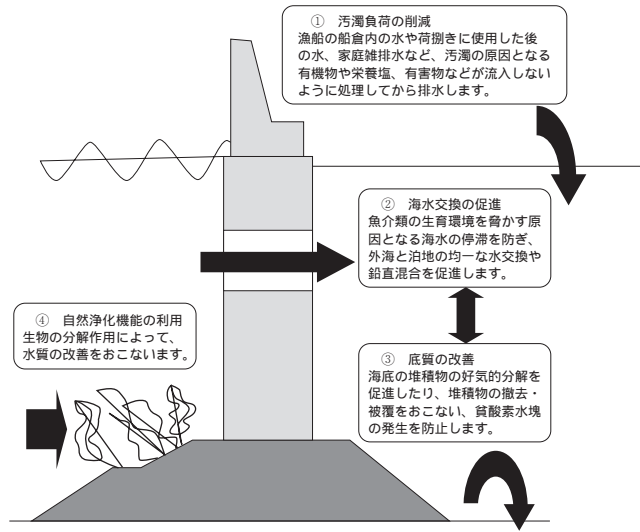 ① 汚濁負荷の削減
漁船の船倉内の水や荷捌きに使用した後
の水、家庭雑排水など、汚濁の原因となる
有機物や栄養塩、有害物などが流入しない
ように処理してから排水します。
② 海水交換の促進
魚介類の生育環境を脅かす原
因となる海水の停滞を防ぎ、
外海と泊地の均一な水交換や
鉛直混合を促進します。
④ 自然浄化機能の利用
生物の分解作用によって、
水質の改善をおこないます。
③ 底質の改善
海底の堆積物の好気的分解を
促進したり、堆積物の撤去・
被覆をおこない、貧酸素水塊
の発生を防止します。